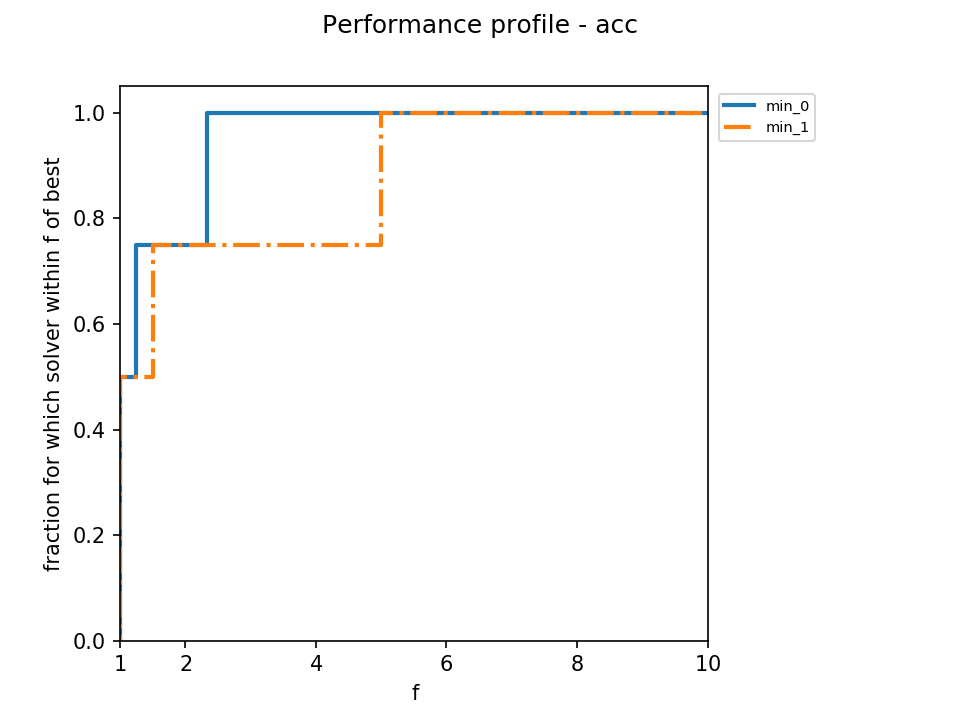 Performance profile - acc
min_0
min_1
fraction for which solver within f of best
1.0
0.8
0.6
0.4
0.2
0.0
1 2 4 6 8 10
f